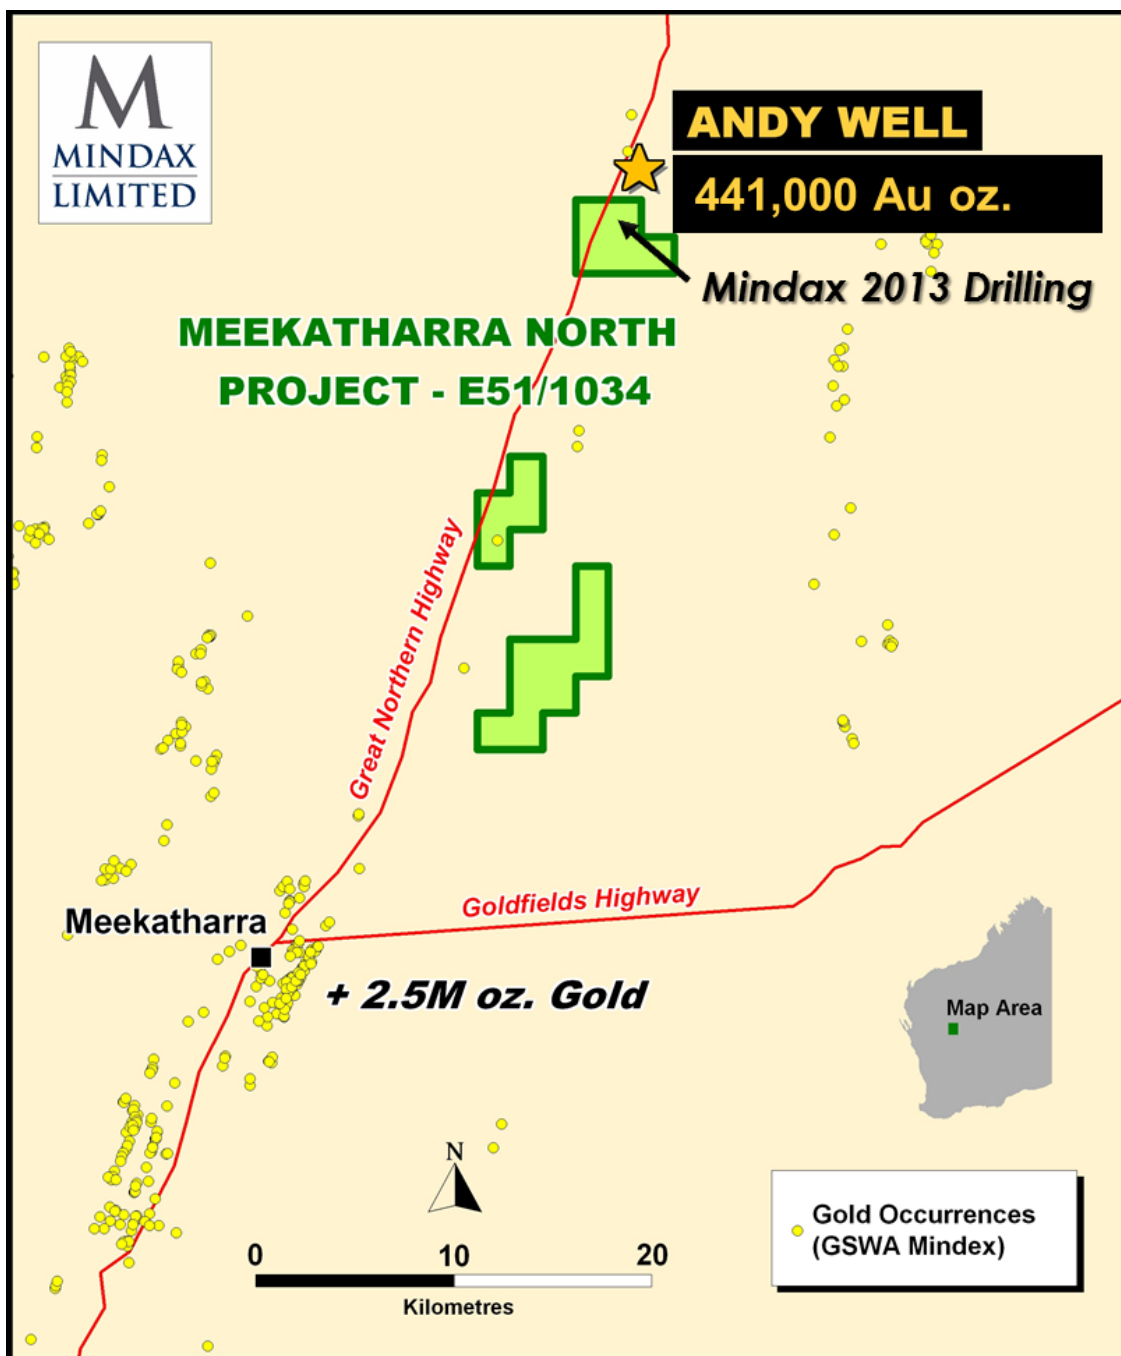 M
MINDAX
LIMITED
ANDY WELL
441,000 Au oz.
Mindax 2013 Drilling
MEEKATHARRA NORTH
PROJECT - E51/1034
Great Northern Highway
Goldfields Highway
Meekatharra
+ 2.5M oz. Gold
Map Area
N
0 10 20
Kilometres
Gold Occurrences
(GSWA Mindex)